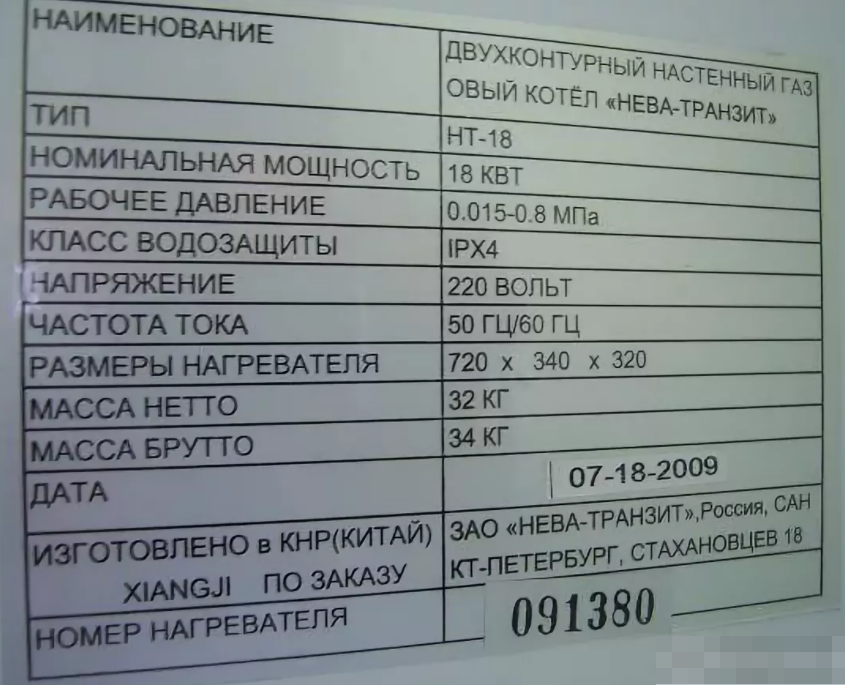 НАИМЕНОВАНИЕ
ДВУХКОНТУРНЫЙ НАСТЕННЫЙ ГАЗ
ОВЫЙ КОТЁЛ «НЕВА-ТРАНЗИТ»
ТИП
НТ-18
НОМИНАЛЬНАЯ МОЩНОСТЬ
18 КВТ
РАБОЧЕЕ ДАВЛЕНИЕ
0.015-0.8 МПа
КЛАСС ВОДОЗАЩИТЫ
IPX4
НАПРЯЖЕНИЕ
220 ВОЛЬТ
ЧАСТОТА ТОКА
50 ГЦ/60 ГЦ
РАЗМЕРЫ НАГРЕВАТЕЛЯ
720 x 340 x 320
МАССА НЕТТО
32 КГ
МАССА БРУТТО
34 КГ
ДАТА
07-18-2009
ИЗГОТОВЛЕНО в КНР(КИТАЙ)
XIANGJI ПО ЗАКАЗУ
ЗАО «НЕВА-ТРАНЗИТ»,Россия, САН
КТ-ПЕТЕРБУРГ, СТАХАНОВЦЕВ 18
НОМЕР НАГРЕВАТЕЛЯ
091380